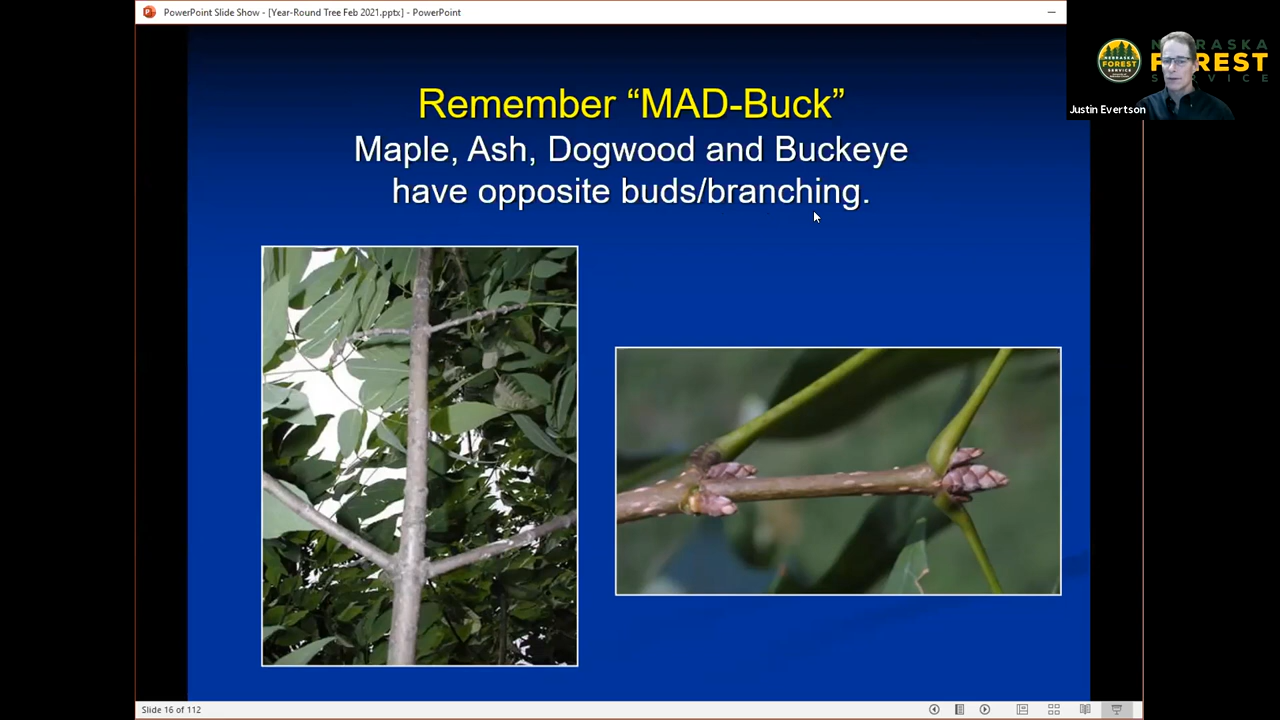 PowerPoint Slide Show - [Year-Round Tree Feb 2021.pptx] - PowerPoint
NEBRASKA
FOREST
SERVICE
Justin Evertson
Remember “MAD-Buck”
Maple, Ash, Dogwood and Buckeye
have opposite buds/branching.
Slide 16 of 112